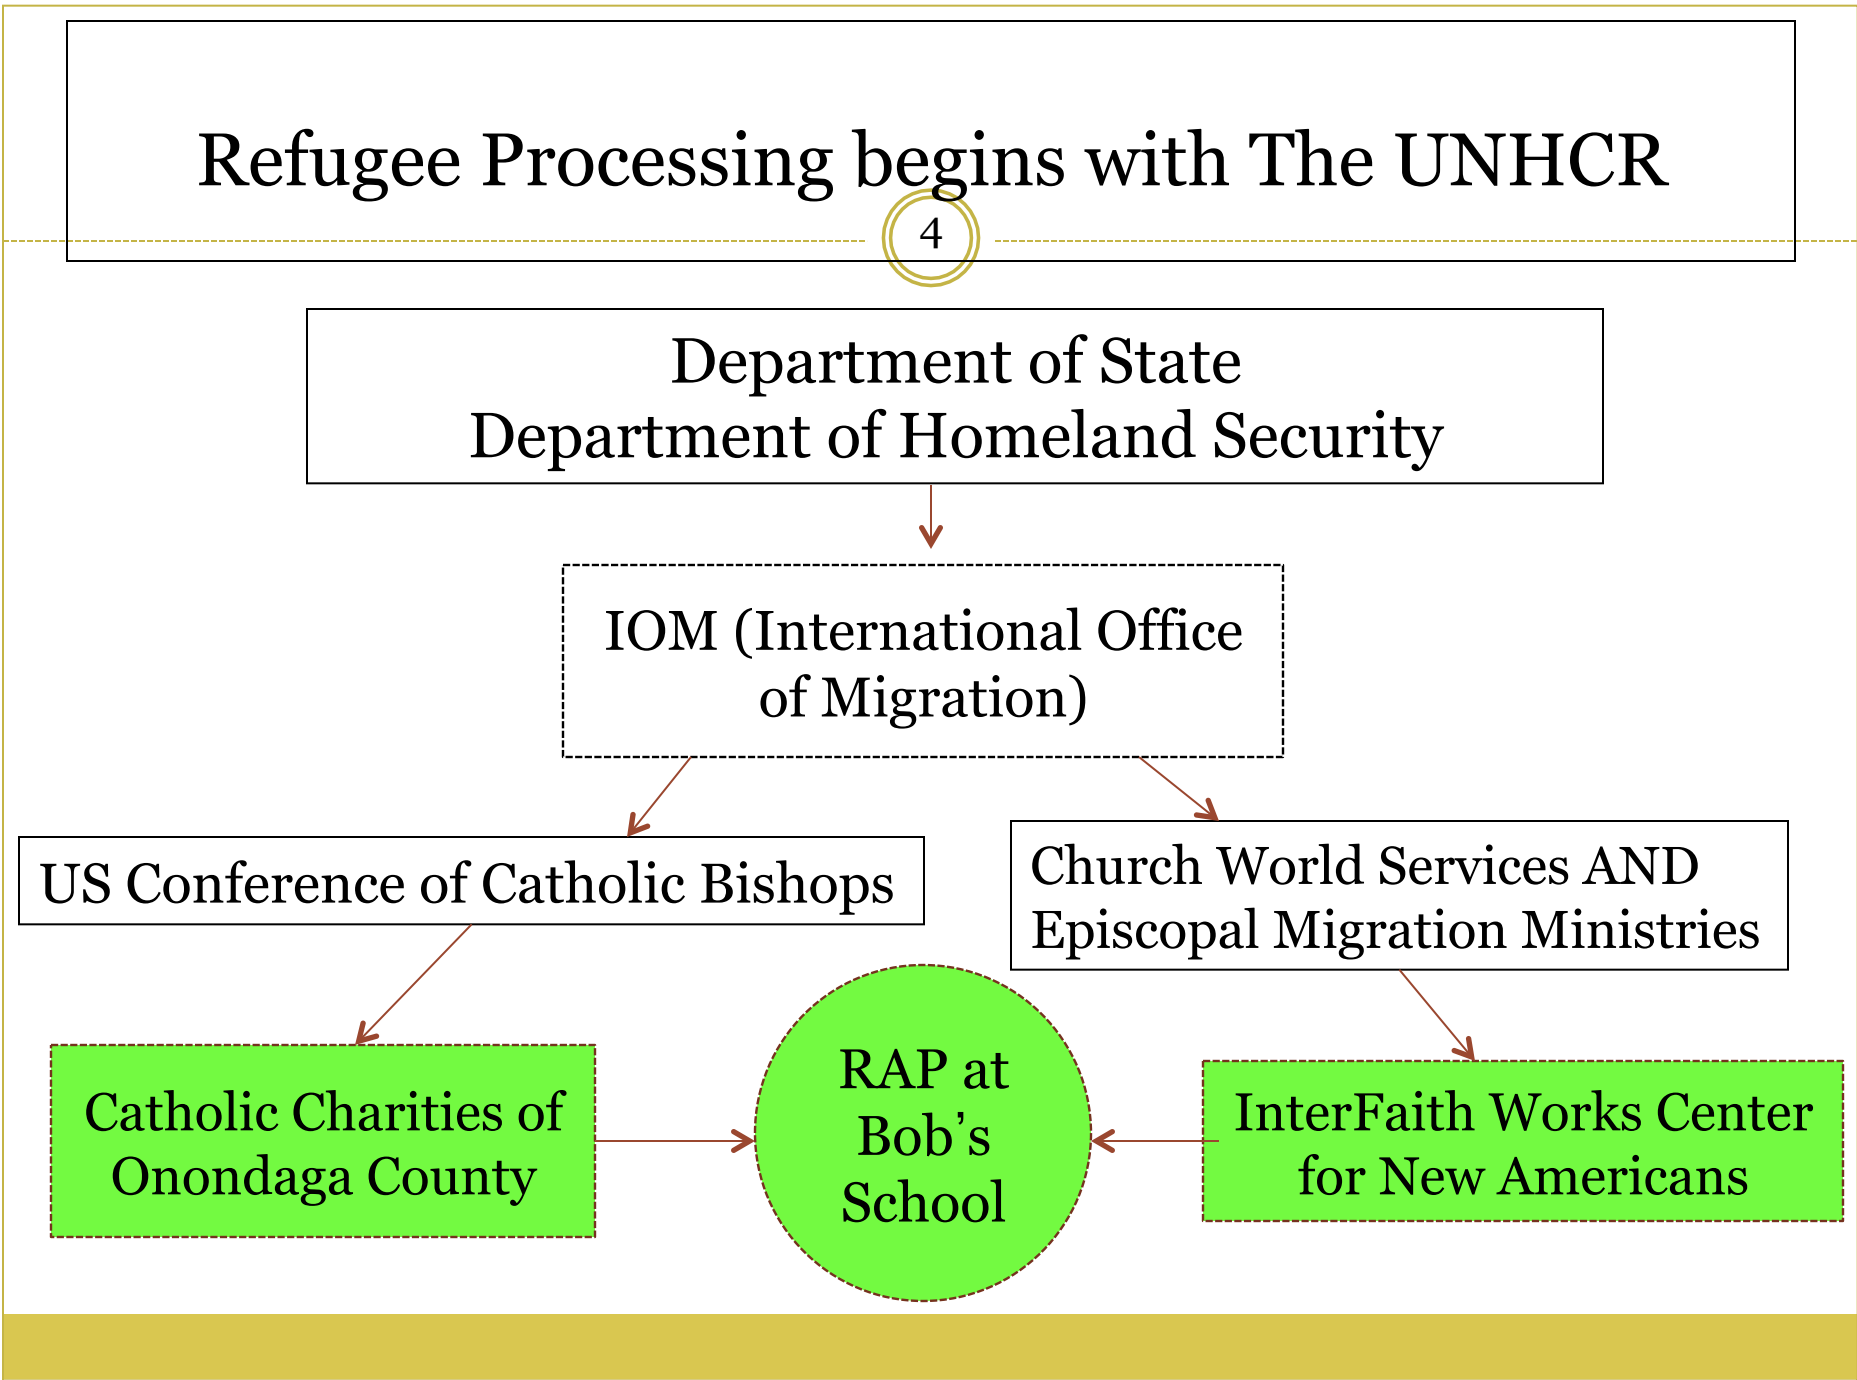 Refugee Processing begins with The UNHCR
4
Department of State
Department of Homeland Security
IOM (International Office
of Migration)
US Conference of Catholic Bishops
Church World Services AND
Episcopal Migration Ministries
Catholic Charities of
Onondaga County
RAP at
Bob’s
School
InterFaith Works Center
for New Americans